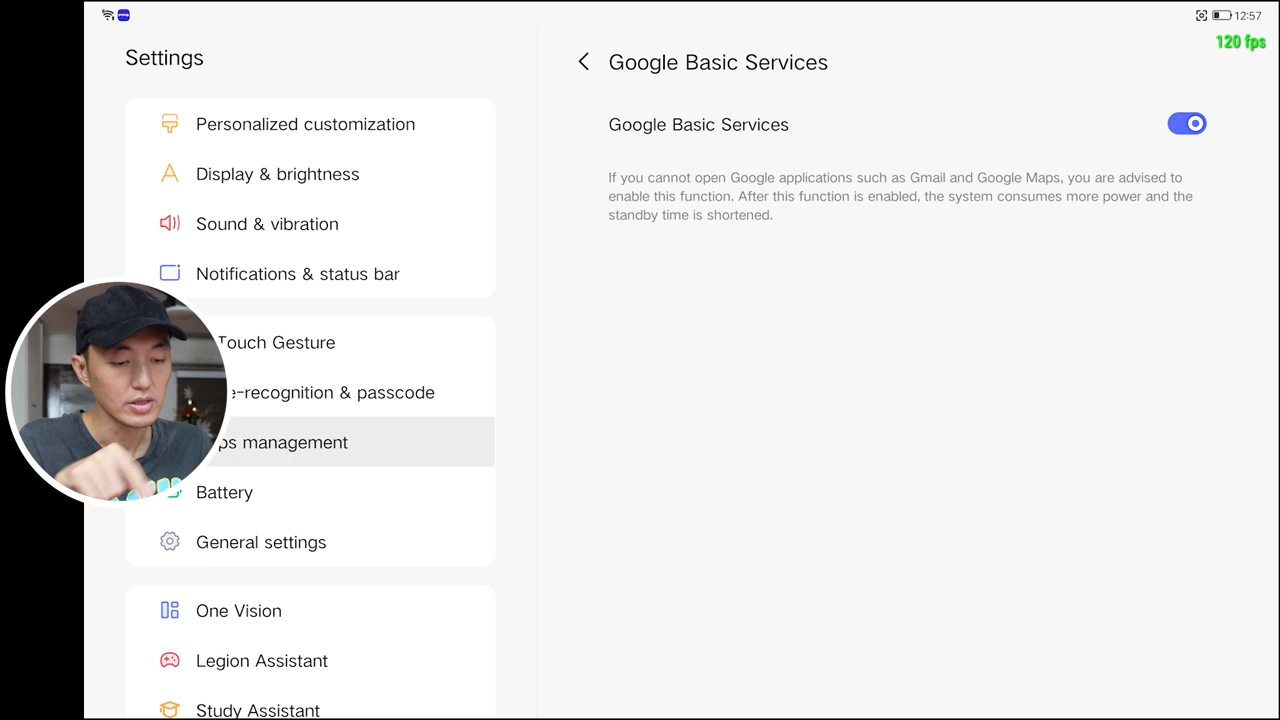 12:57
120 fps
Settings
Personalized customization
Display & brightness
Sound & vibration
Notifications & status bar
Touch Gesture
e-recognition & passcode
ps management
Battery
General settings
One Vision
Legion Assistant
Study Assistant
Google Basic Services
Google Basic Services
If you cannot open Google applications such as Gmail and Google Maps, you are advised to
enable this function. After this function is enabled, the system consumes more power and the
standby time is shortened.